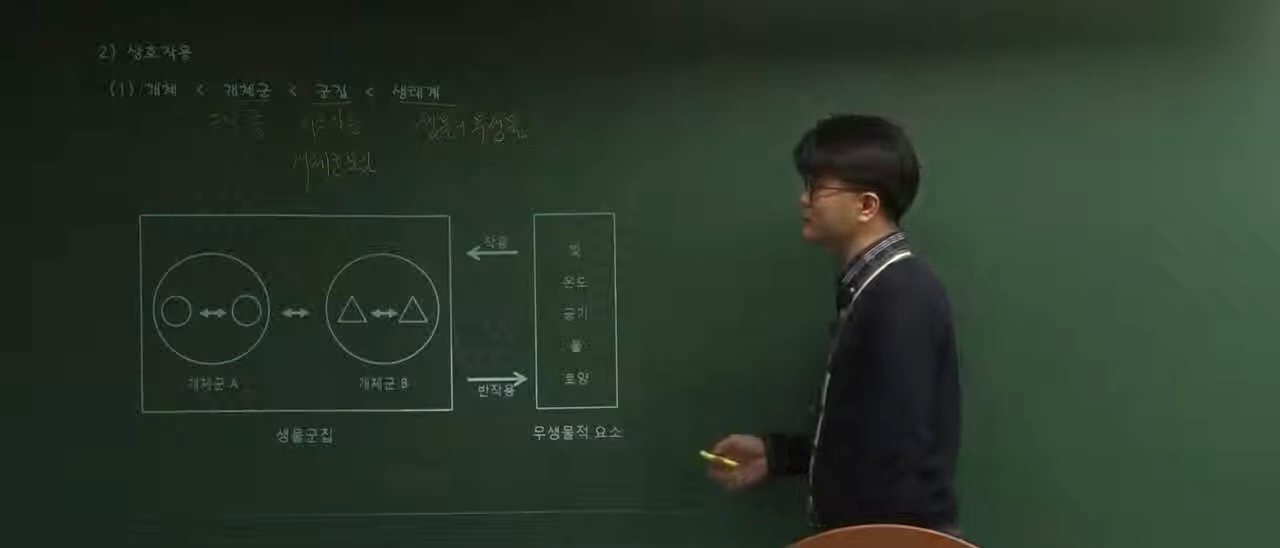 2) 상호작용
(1) 개체 < 개체군 < 군집 < 생태계
작용
빛
온도
공기
물
토양
개체군 A
개체군 B
반작용
생물군집
무생물적 요소